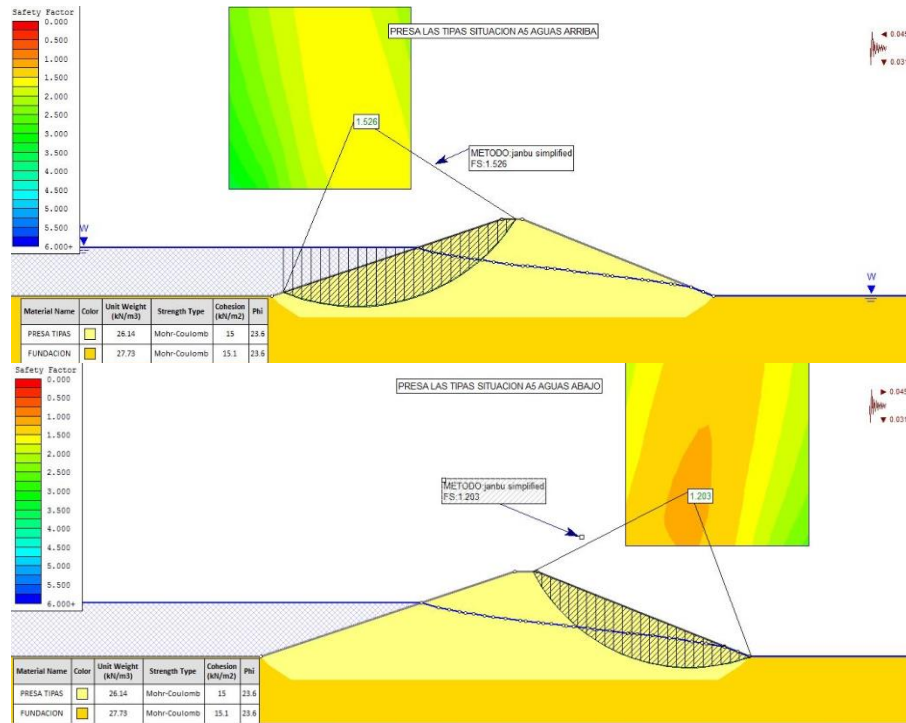 Safety Factor
0.000
0.500
1.000
1.500
2.000
2.500
3.000
3.500
4.000
4.500
5.000
5.500
6.000+
PRESA LAS TIPAS SITUACION A5 AGUAS ARRIBA
1.526
METODO:janbu simplified
FS:1.526
W
W
Material Name Color Unit Weight (kN/m3) Strength Type Cohesion (kN/m2) Phi
PRESA TIPAS 26.14 Mohr-Coulomb 15 23.6
FUNDACION 27.73 Mohr-Coulomb 15.1 23.6
Safety Factor
0.000
0.500
1.000
1.500
2.000
2.500
3.000
3.500
4.000
4.500
5.000
5.500
6.000+
PRESA LAS TIPAS SITUACION A5 AGUAS ABAJO
METODO:janbu simplified
FS:1.203
1.203
Material Name Color Unit Weight (kN/m3) Strength Type Cohesion (kN/m2) Phi
PRESA TIPAS 26.14 Mohr-Coulomb 15 23.6
FUNDACION 27.73 Mohr-Coulomb 15.1 23.6